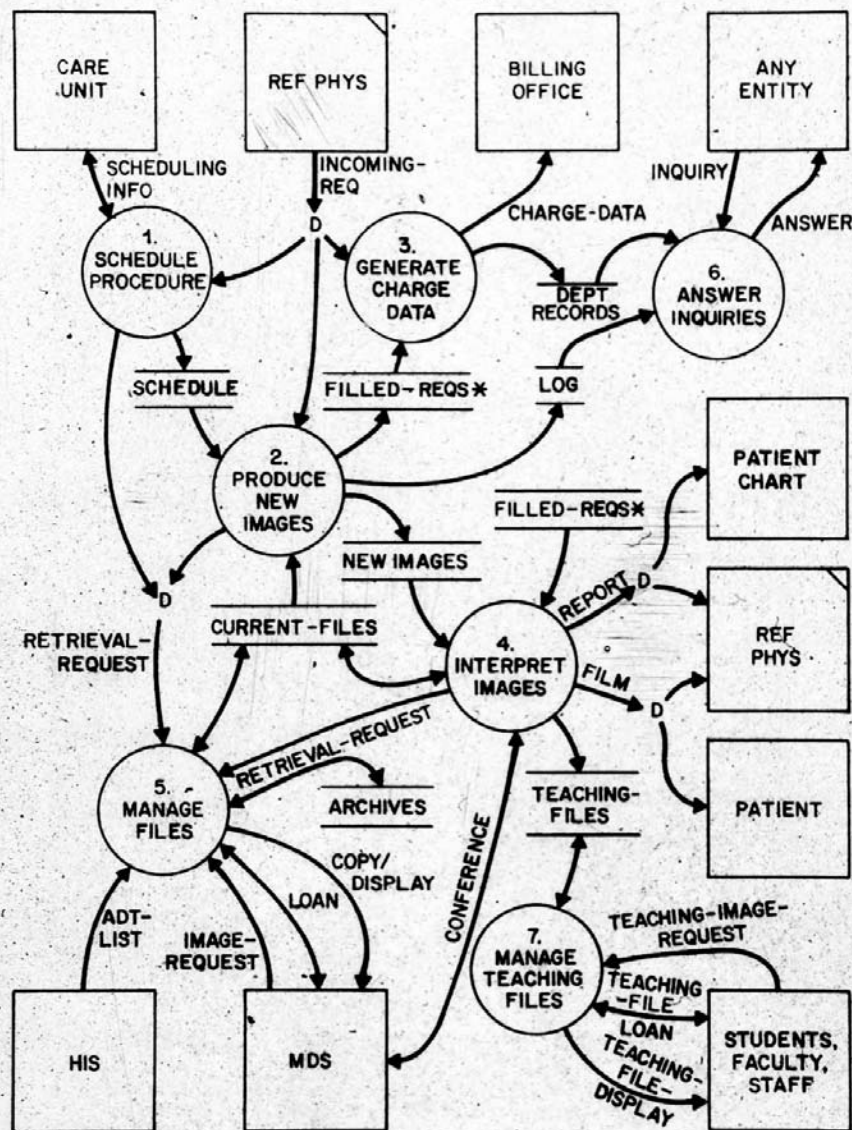 CARE
UNIT
REF PHYS
BILLING
OFFICE
ANY
ENTITY
SCHEDULING
INFO
INCOMING-
REQ
INQUIRY
CHARGE-DATA
ANSWER
D
1.
SCHEDULE
PROCEDURE
3.
GENERATE
CHARGE
DATA
DEPT
RECORDS
6.
ANSWER
INQUIRIES
SCHEDULE
FILLED-REQS*
LOG
2.
PRODUCE
NEW
IMAGES
PATIENT
CHART
FILLED-REQS*
NEW IMAGES
D
REPORT
D
RETRIEVAL-
REQUEST
CURRENT-FILES
4.
INTERPRET
IMAGES
FILM
D
REF
PHYS
RETRIEVAL-REQUEST
5.
MANAGE
FILES
ARCHIVES
TEACHING-
FILES
PATIENT
COPY/
DISPLAY
LOAN
CONFERENCE
ADT-
LIST
IMAGE-
REQUEST
7.
MANAGE
TEACHING
FILES
TEACHING-IMAGE-
REQUEST
TEACHING
-FILE
LOAN
TEACHING-
FILE-
DISPLAY
HIS
MDS
STUDENTS,
FACULTY,
STAFF